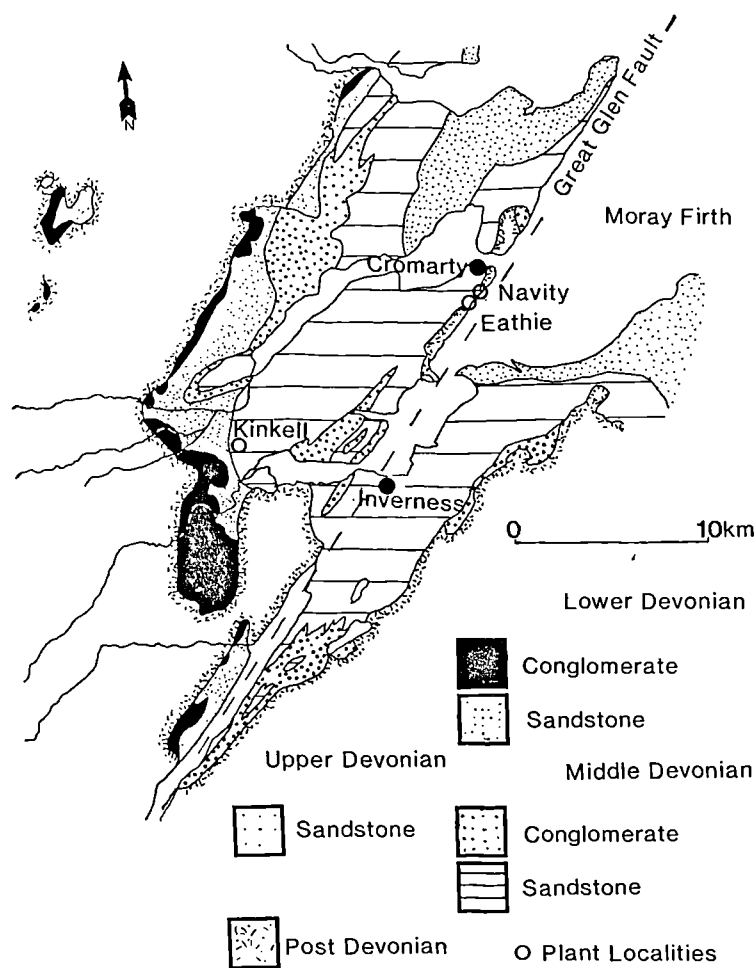 N
Great Glen Fault
Moray Firth
Cromarty
Navity
Eathie
Kinkell
Inverness
0 10km
Lower Devonian
Conglomerate
Sandstone
Upper Devonian
Middle Devonian
Sandstone
Conglomerate
Sandstone
Post Devonian
Plant Localities